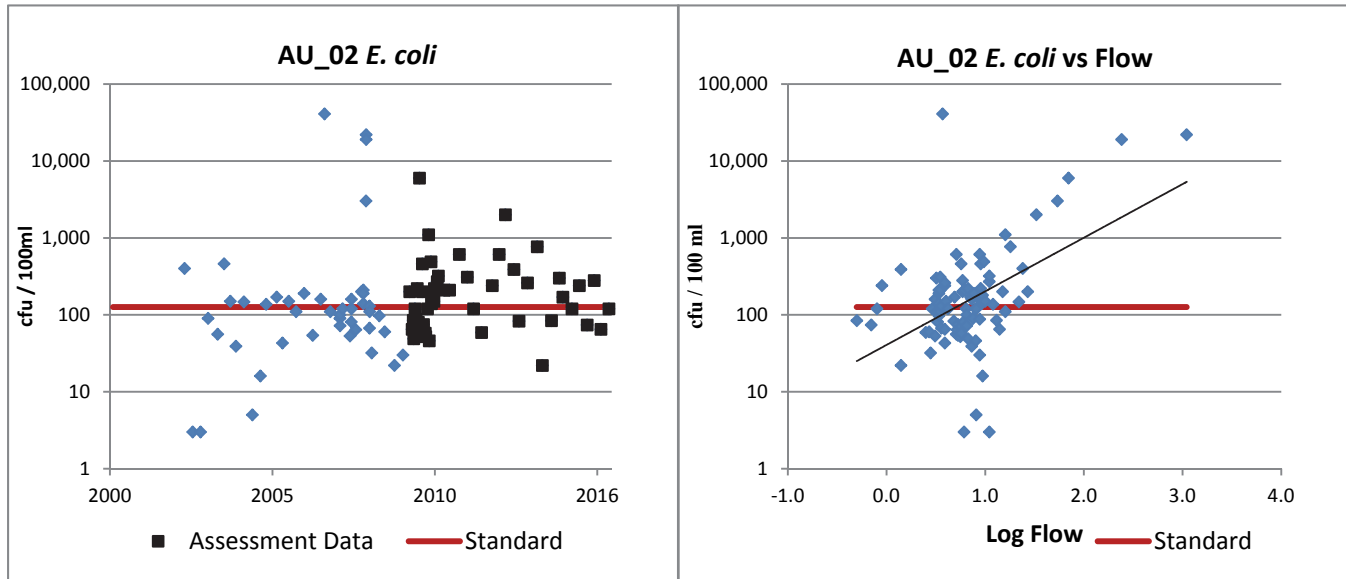 AU_02 E. coli
100,000
10,000
1,000
100
10
1
cfu / 100ml
2000 2005 2010 2016
Assessment Data Standard
AU_02 E. coli vs Flow
100,000
10,000
1,000
100
10
1
cfu / 100 ml
-1.0 0.0 1.0 2.0 3.0 4.0
Log Flow Standard